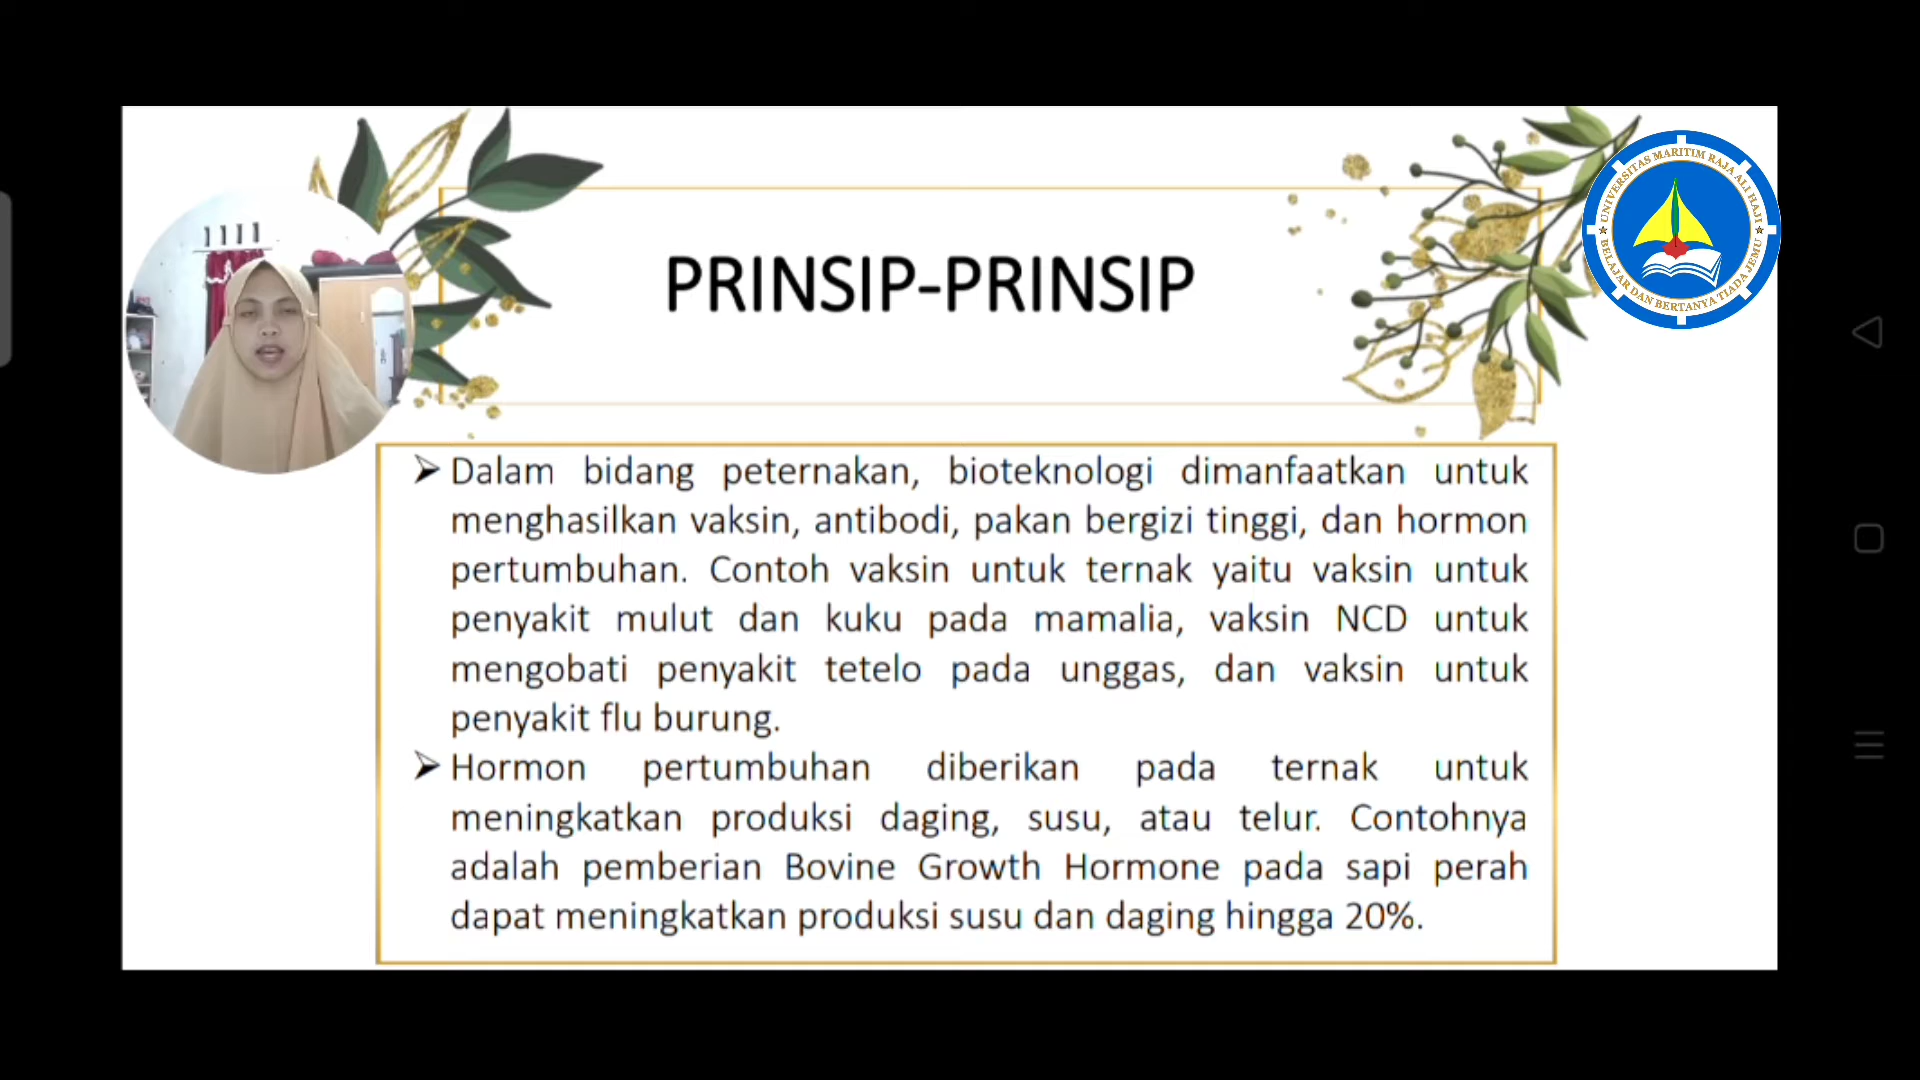 PRINSIP-PRINSIP
UNIVERSITAS MARITIM RAJA ALI HAJI
BELAJAR DAN BERTANYA TIADA JEMU
➢ Dalam bidang peternakan, bioteknologi dimanfaatkan untuk
menghasilkan vaksin, antibodi, pakan bergizi tinggi, dan hormon
pertumbuhan. Contoh vaksin untuk ternak yaitu vaksin untuk
penyakit mulut dan kuku pada mamalia, vaksin NCD untuk
mengobati penyakit tetelo pada unggas, dan vaksin untuk
penyakit flu burung.
➢ Hormon pertumbuhan diberikan pada ternak untuk
meningkatkan produksi daging, susu, atau telur. Contohnya
adalah pemberian Bovine Growth Hormone pada sapi perah
dapat meningkatkan produksi susu dan daging hingga 20%.